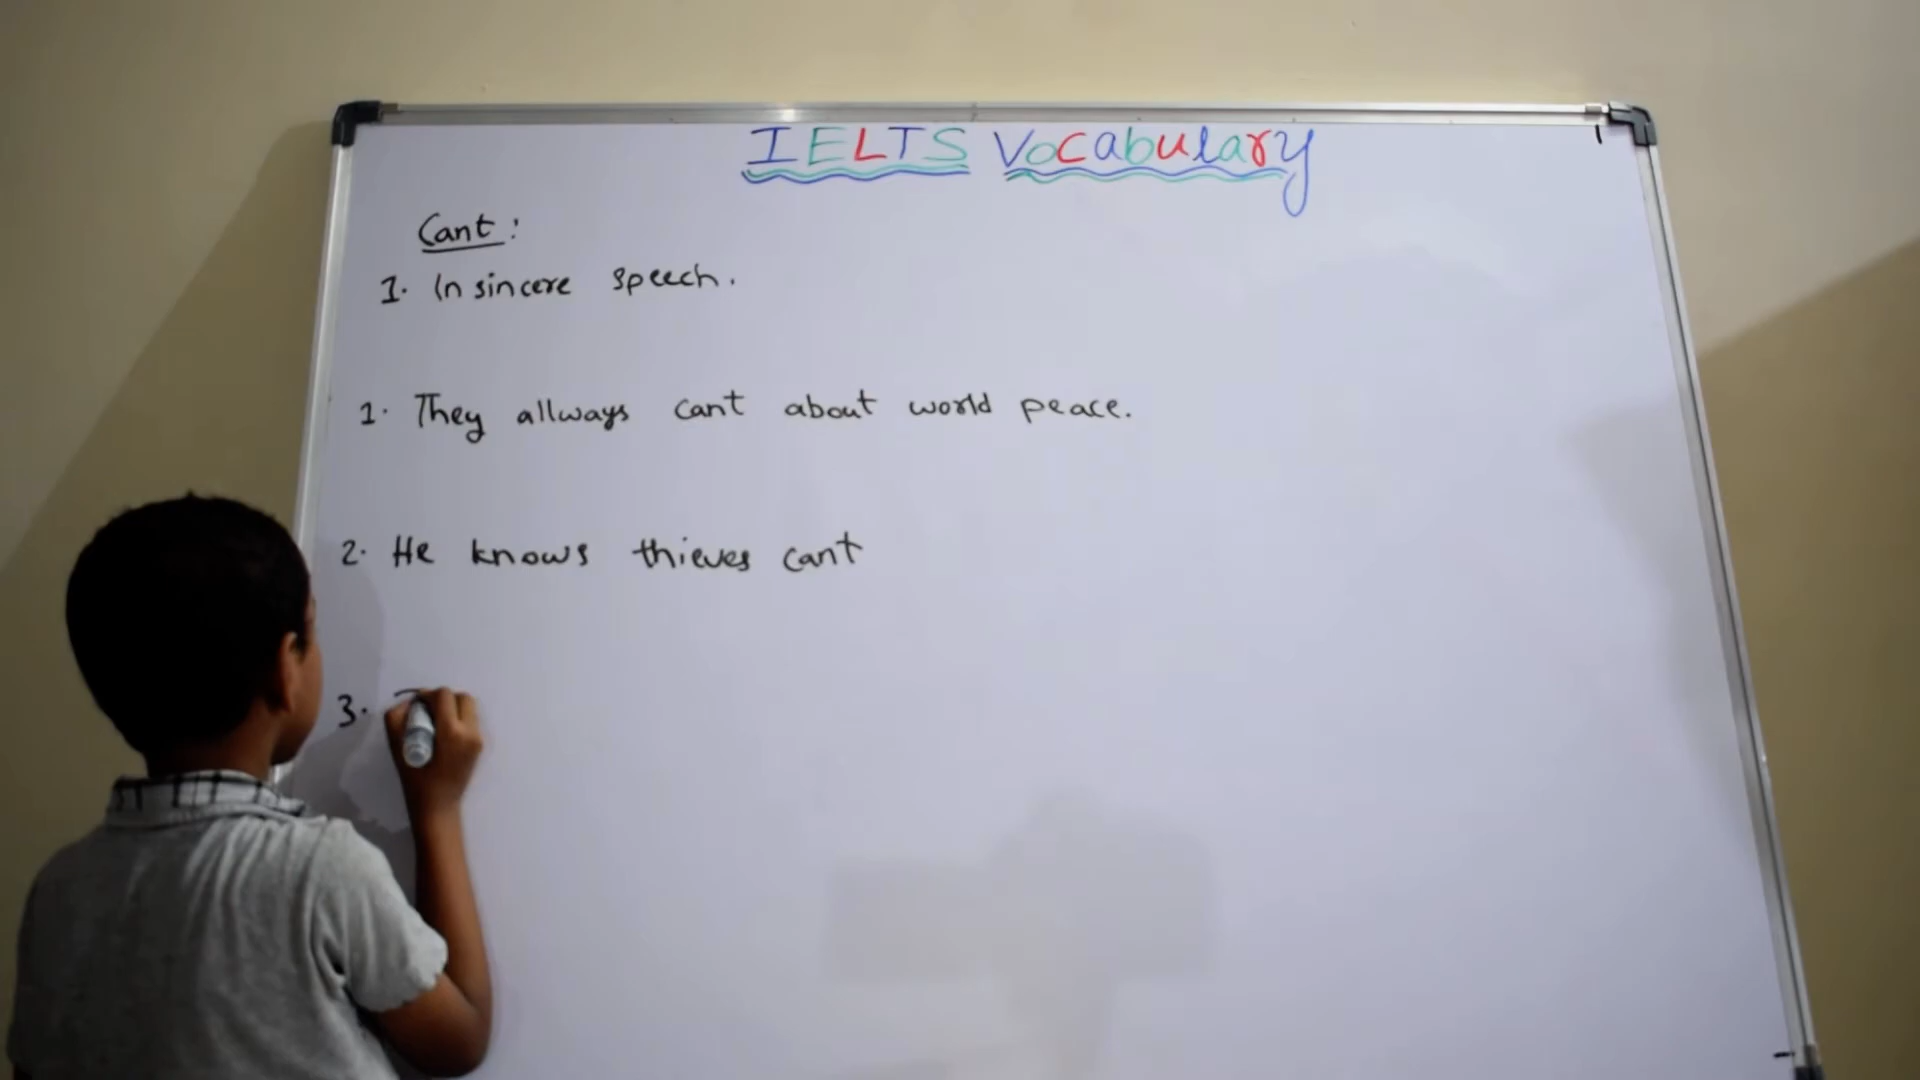 IELTS Vocabulary
Cant :
1. In sincere speech.
1. They allways cant about world peace.
2. He knows thieves cant
3.